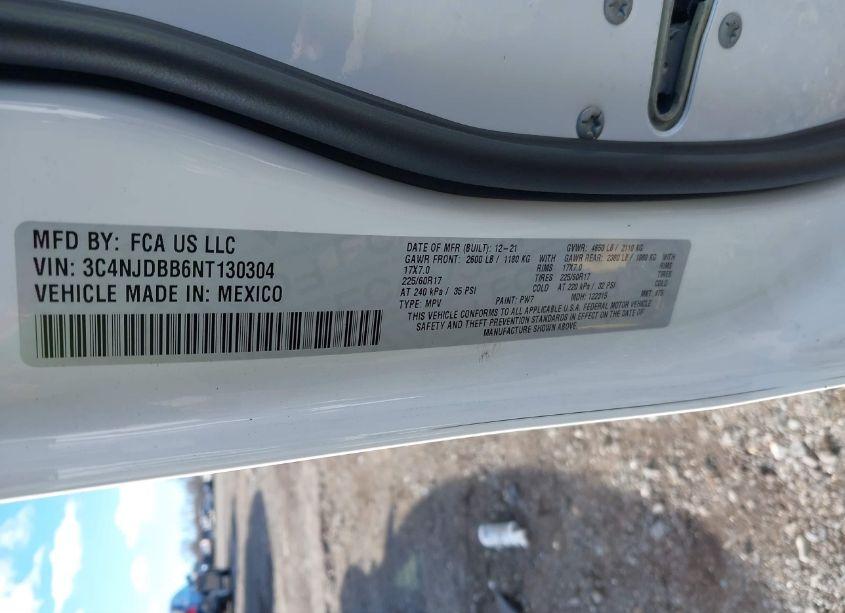 MFD BY: FCA US LLC
VIN: 3C4NJDBB6NT130304
VEHICLE MADE IN: MEXICO
DATE OF MFR (BUILT): 12-21 GVWR: 4650 LB / 2110 KG
GAWR FRONT: 2600 LB / 1180 KG WITH GAWR REAR: 2380 LB / 1080 KG WITH
17X7.0 RIMS 17X7.0 RIMS
225/60R17 TIRES 225/60R17 TIRES
AT 240 kPa / 35 PSI COLD AT 220 kPa / 32 PSI COLD
TYPE: MPV PAINT: PW7 MDH: 122215 MKT:
THIS VEHICLE CONFORMS TO ALL APPLICABLE U.S.A. FEDERAL MOTOR VEHICLE
SAFETY AND THEFT PREVENTION STANDARDS IN EFFECT ON THE DATE OF
MANUFACTURE SHOWN ABOVE.